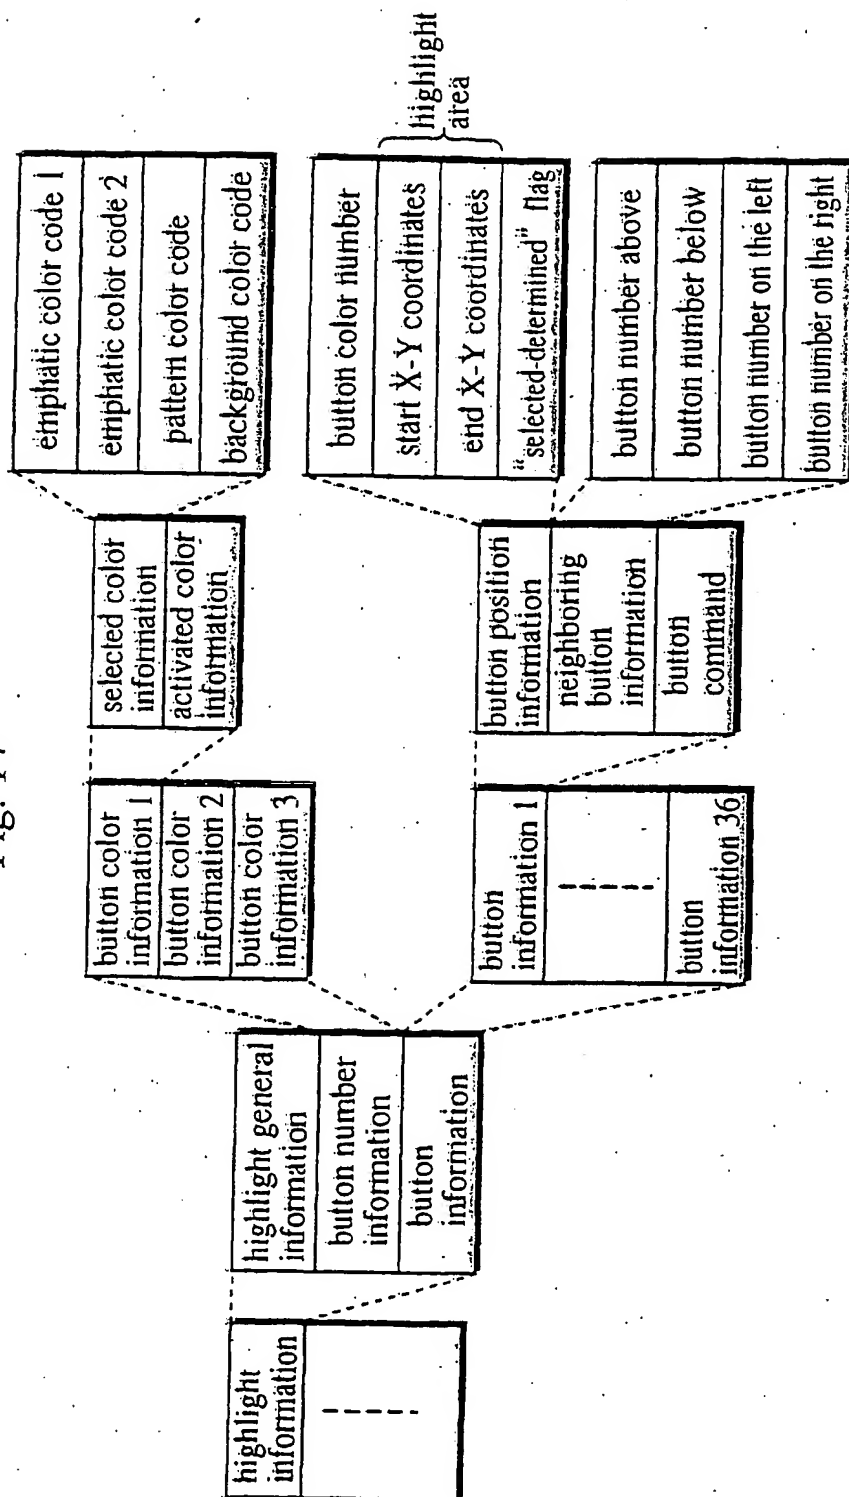 Fig. 17
highlight
information
highlight general
information
button number
information
button
information
button color
information 1
button color
information 2
button color
information 3
button
information 1
button
information 36
selected color
information
activated color
information
button position
information
neighboring
button
information
button
command
emphatic color code 1
emphatic color code 2
pattern color code
background color code
button color number
start X-Y coordinates
end X-Y coordinates
"selected-determined" flag
highlight
area
button number above
button number below
button number on the left
button number on the right